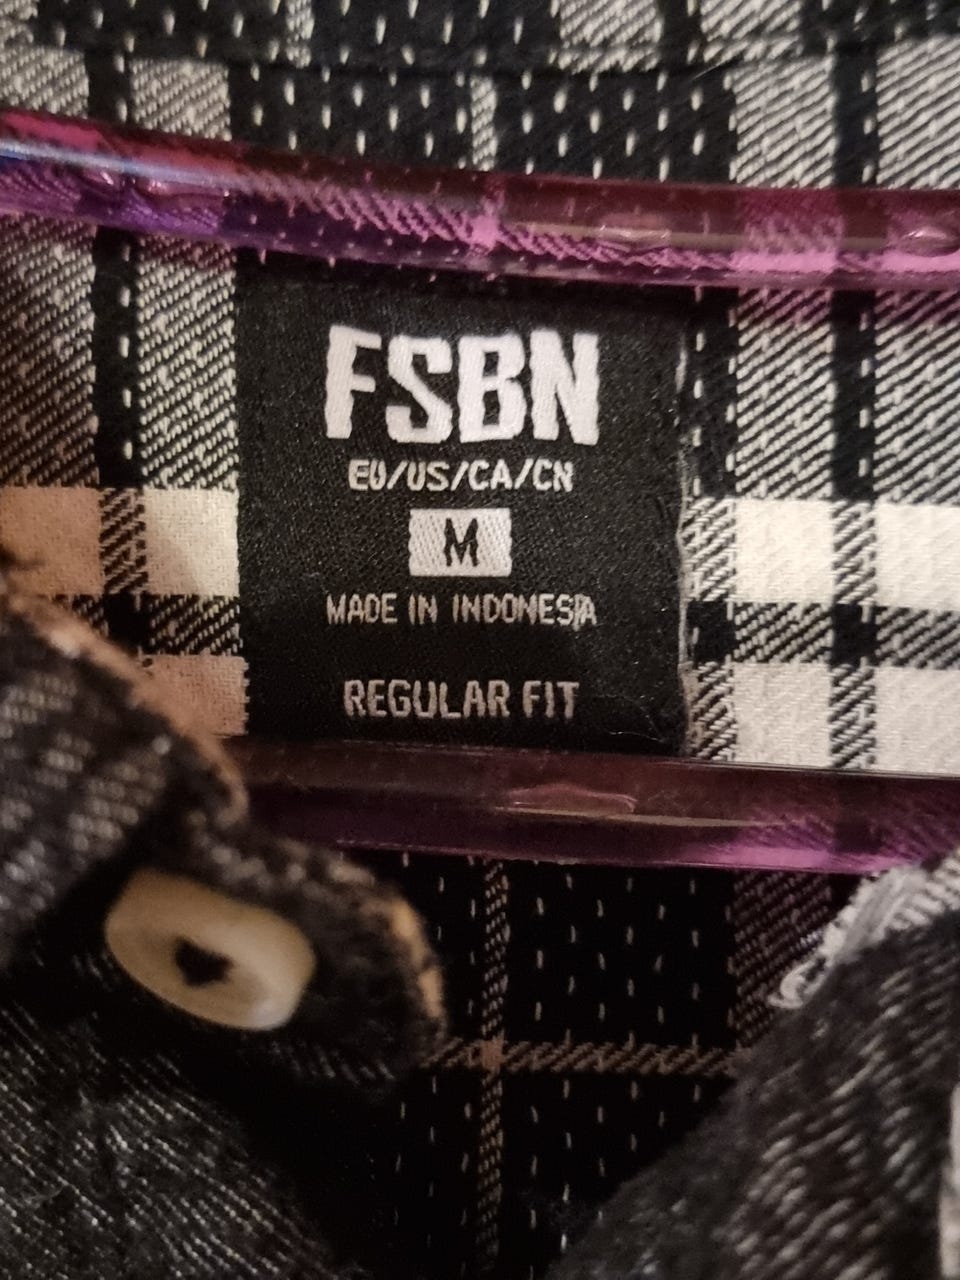 FSBN
EU/US/CA/CN
M
MADE IN INDONESIA
REGULAR FIT